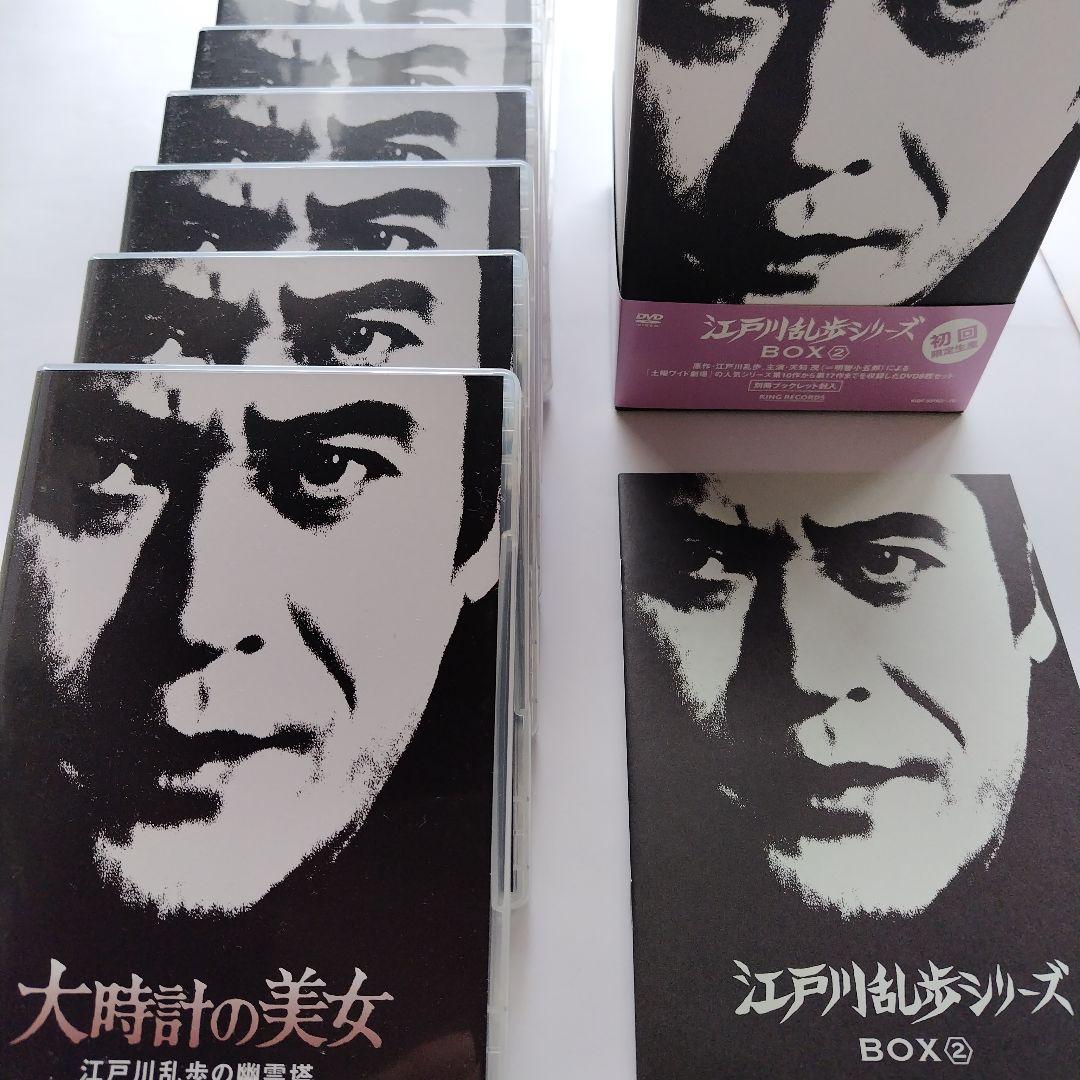 DVD
VIDEO
江戸川乱歩シリーズ
BOX②
初回
限定生産
原作・江戸川乱歩、主演・天知 茂(=明智小五郎)による
「土曜ワイド劇場」の人気シリーズ第10作から第17作までを収録したDVD8枚セット
別冊ブックレット封入
KING RECORDS
大時計の美女
江戸川乱歩の幽霊塔
江戸川乱歩シリーズ
BOX②